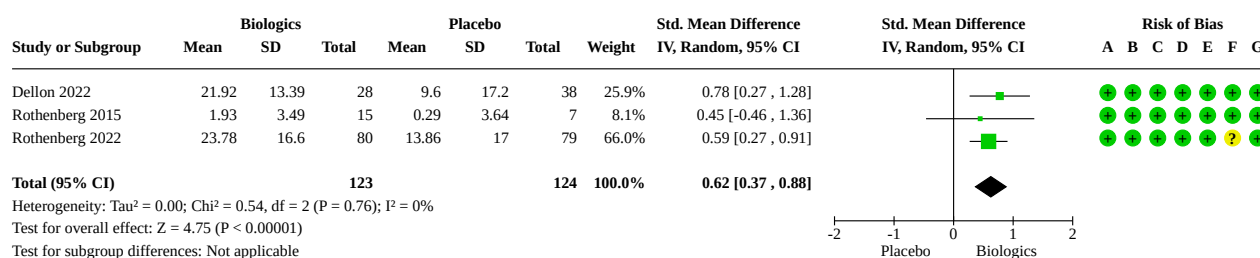 Biologics Placebo Std. Mean Difference Std. Mean Difference Risk of Bias
Study or Subgroup Mean SD Total Mean SD Total Weight IV, Random, 95% CI IV, Random, 95% CI A B C D E F G
Dellon 2022 21.92 13.39 28 9.6 17.2 38 25.9% 0.78 [0.27 , 1.28] + + + + + + +
Rothenberg 2015 1.93 3.49 15 0.29 3.64 7 8.1% 0.45 [-0.46 , 1.36] + + + + + + +
Rothenberg 2022 23.78 16.6 80 13.86 17 79 66.0% 0.59 [0.27 , 0.91] + + + + + ? +
Total (95% CI) 123 124 100.0% 0.62 [0.37 , 0.88]
Heterogeneity: Tau² = 0.00; Chi² = 0.54, df = 2 (P = 0.76); I² = 0%
Test for overall effect: Z = 4.75 (P < 0.00001)
-2 -1 0 1 2
Test for subgroup differences: Not applicable Placebo Biologics